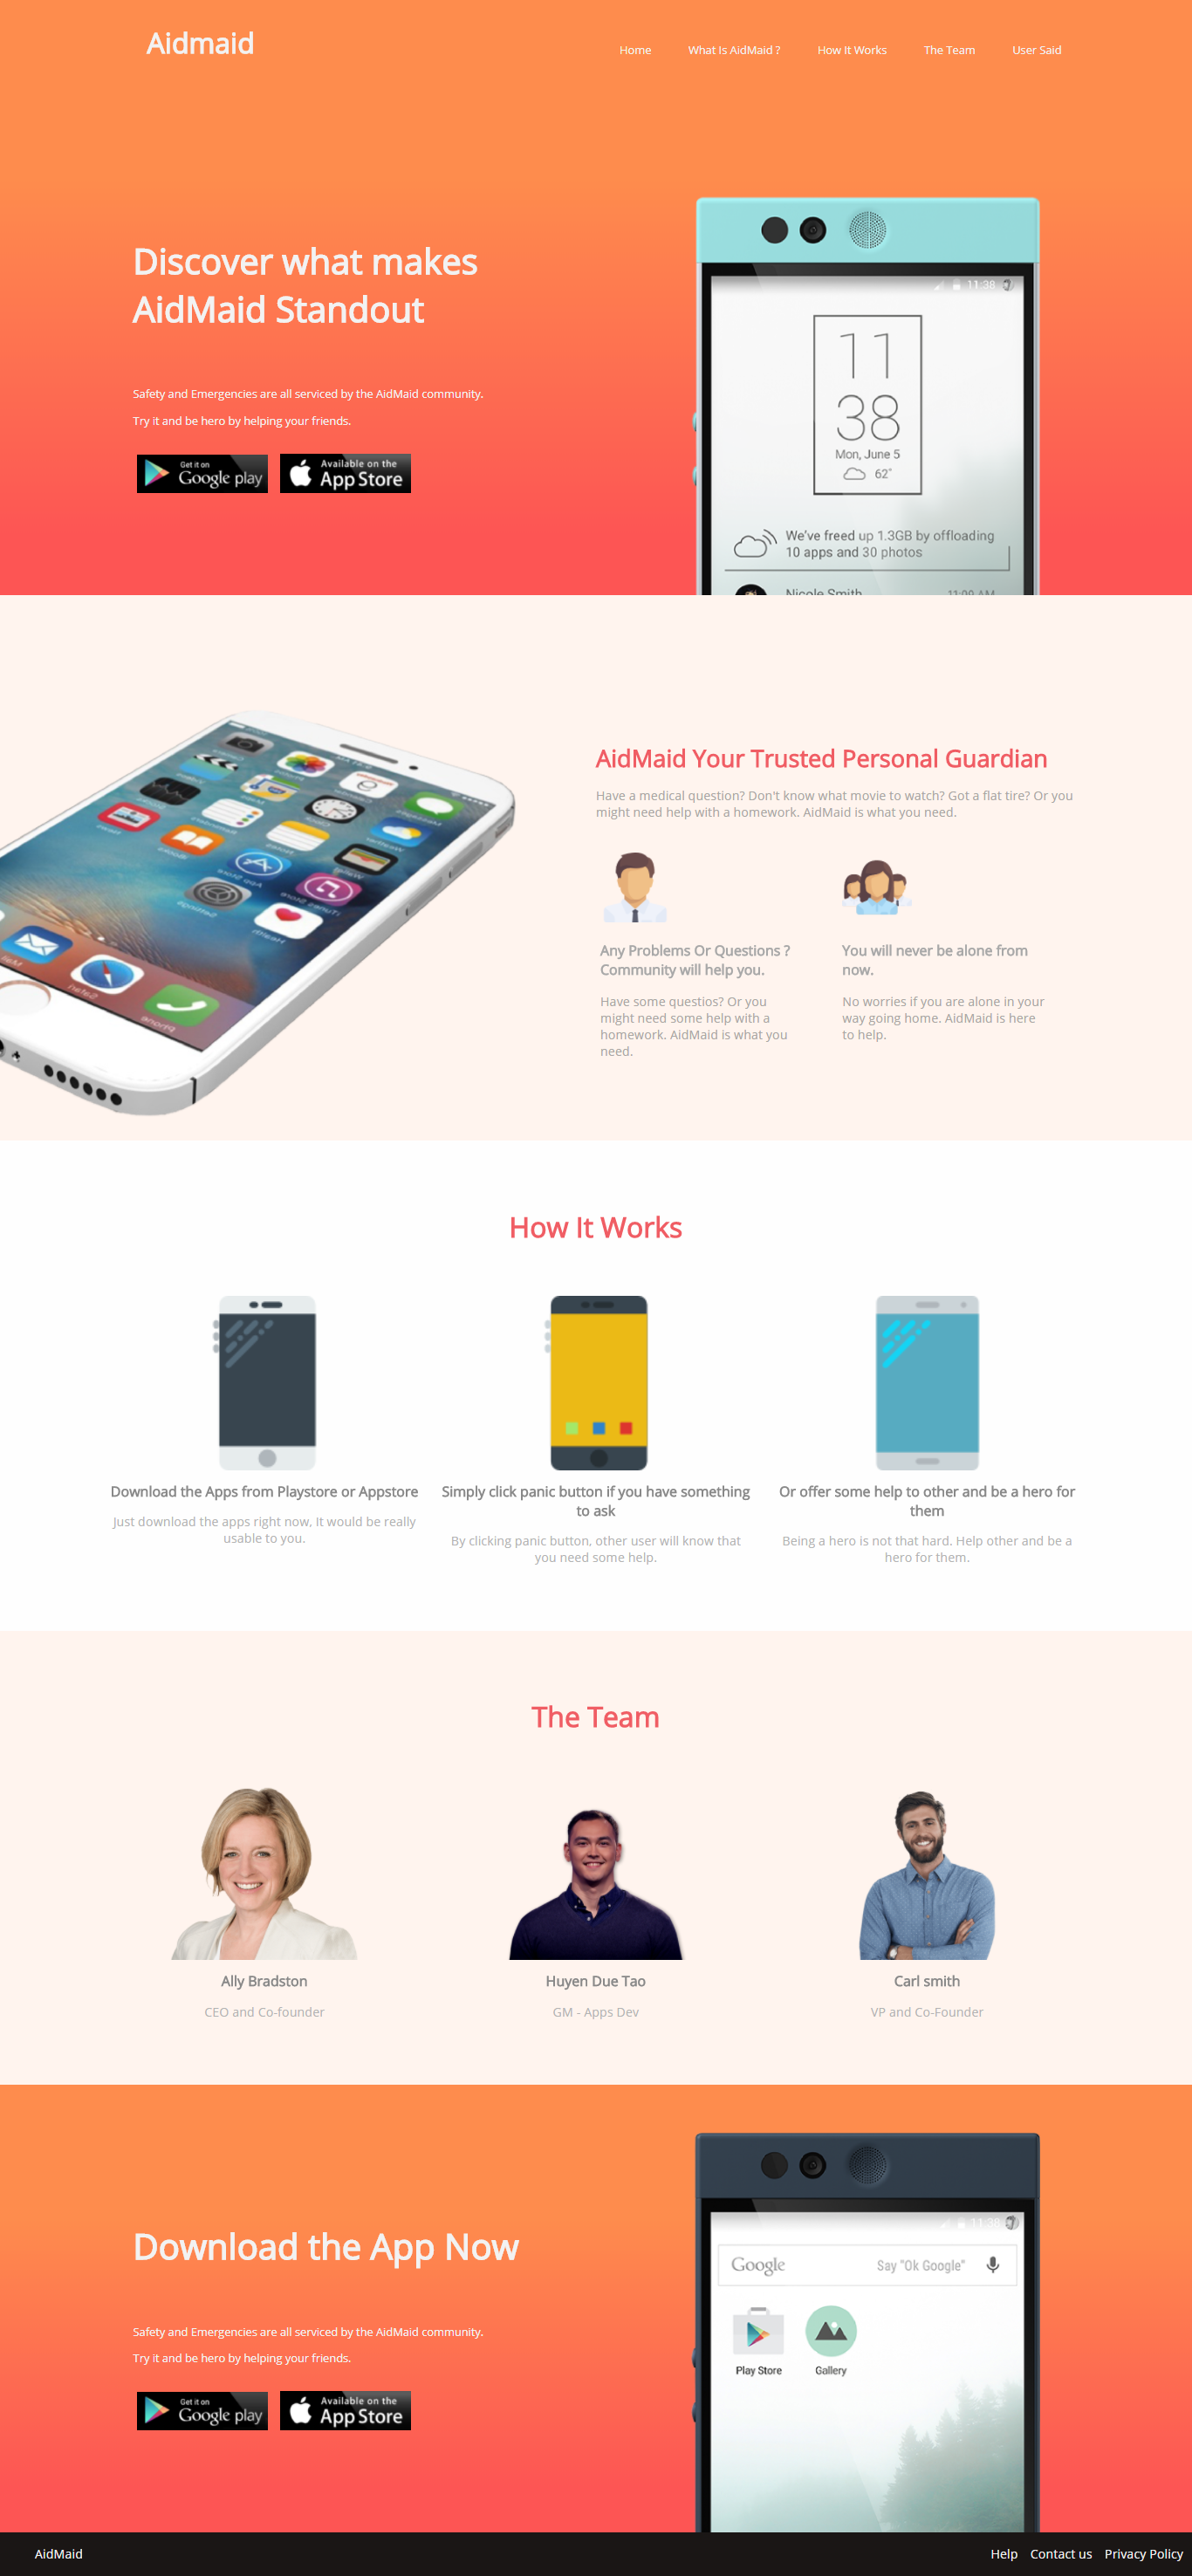 Aidmaid
Home
What Is AidMaid ?
How It Works
The Team
User Said
Discover what makes
AidMaid Standout
Safety and Emergencies are all serviced by the AidMaid community.
Try it and be hero by helping your friends.
Get it on
Google play
Available on the
App Store
11:38
11
38
Mon, June 5
62°
We've freed up 1.3GB by offloading
10 apps and 30 photos
Nicole Smith
11:09 AM
AidMaid Your Trusted Personal Guardian
Have a medical question? Don't know what movie to watch? Got a flat tire? Or you
might need help with a homework. AidMaid is what you need.
Any Problems Or Questions ?
Community will help you.
Have some questios? Or you
might need some help with a
homework. AidMaid is what you
need.
You will never be alone from
now.
No worries if you are alone in your
way going home. AidMaid is here
to help.
How It Works
Download the Apps from Playstore or Appstore
Just download the apps right now, It would be really
usable to you.
Simply click panic button if you have something
to ask
By clicking panic button, other user will know that
you need some help.
Or offer some help to other and be a hero for
them
Being a hero is not that hard. Help other and be a
hero for them.
The Team
Ally Bradston
CEO and Co-founder
Huyen Due Tao
GM - Apps Dev
Carl smith
VP and Co-Founder
Download the App Now
Safety and Emergencies are all serviced by the AidMaid community.
Try it and be hero by helping your friends.
Get it on
Google play
Available on the
App Store
11:38
Google
Say "Ok Google"
Play Store
Gallery
AidMaid
Help
Contact us
Privacy Policy